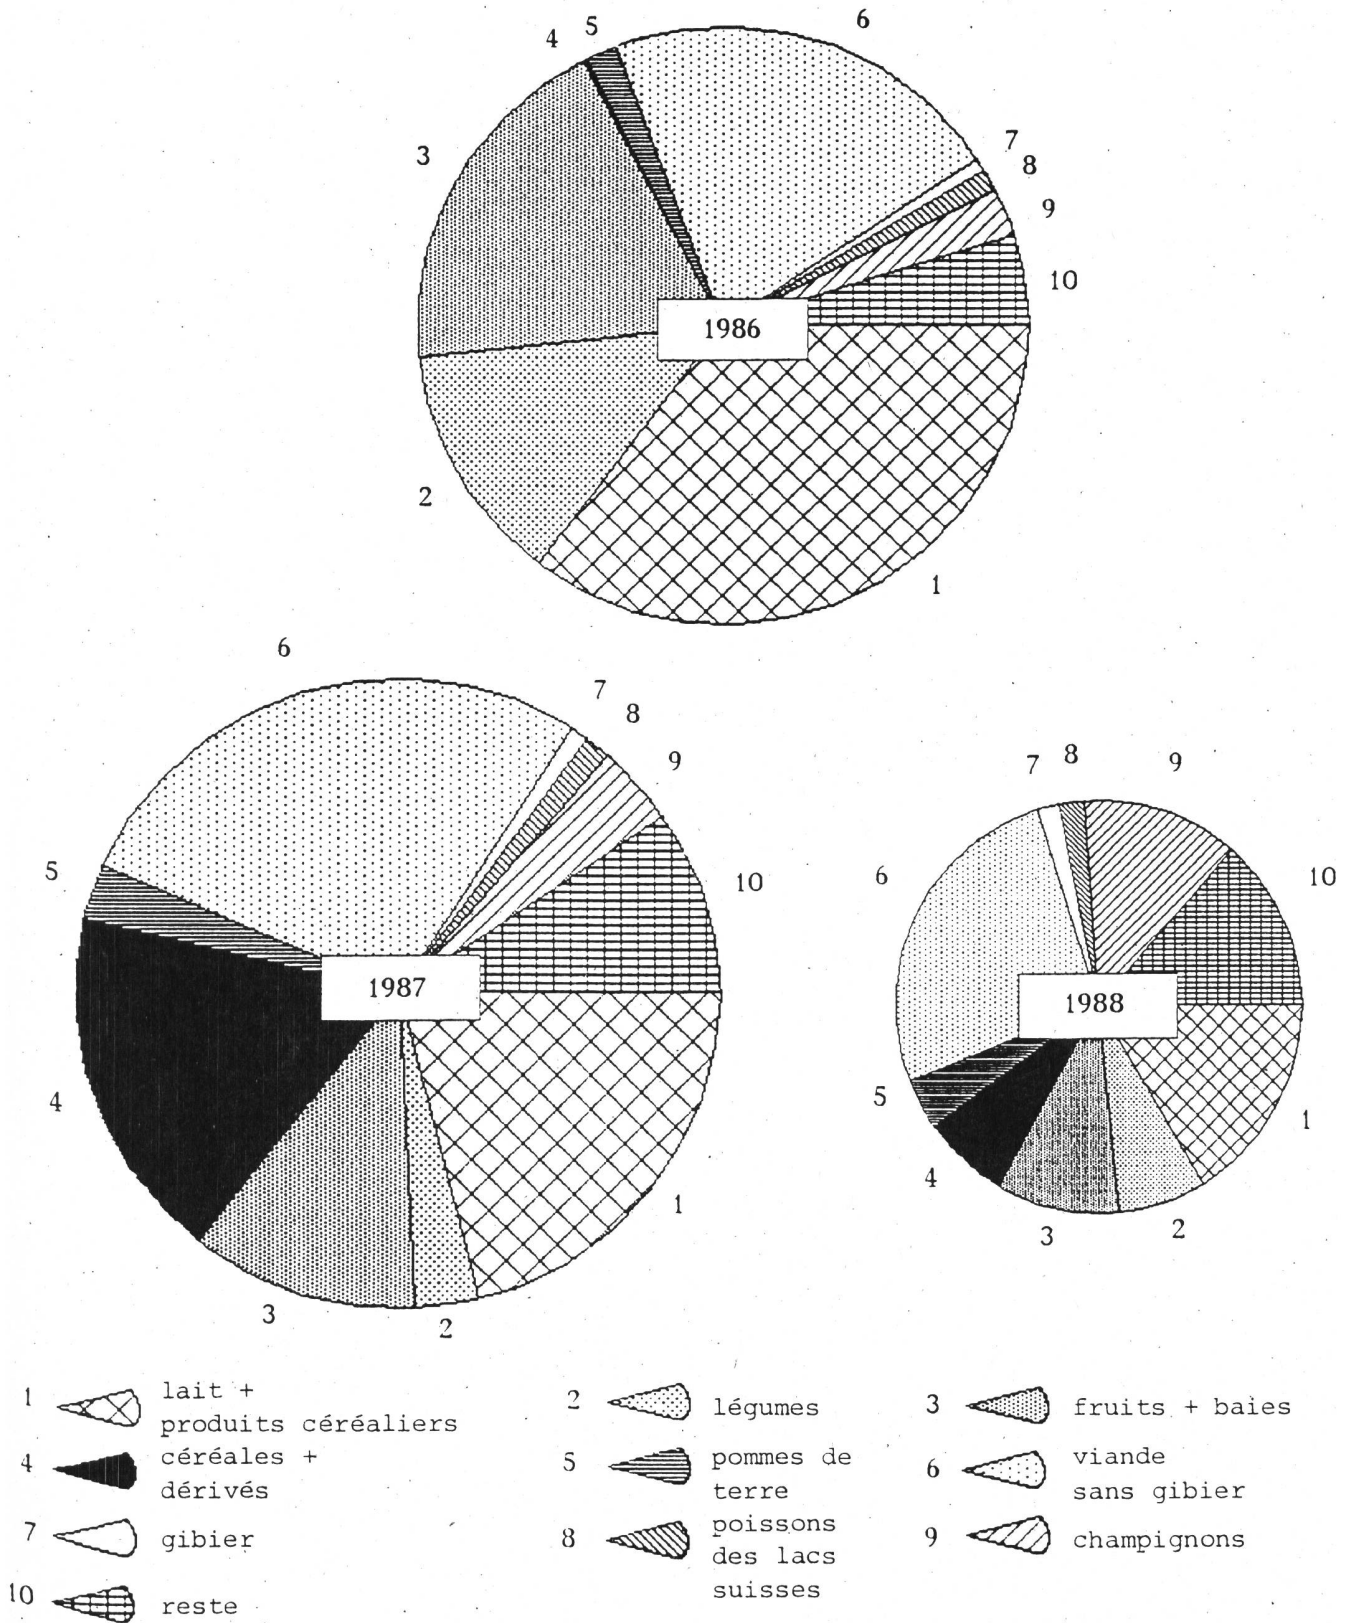 6
5
4
3
7
8
9
10
1986
2
1
6
7
8
9
5
10
1987
4
1
3
2
7
8
9
6
10
1988
5
1
4
3
2
1 lait +
produits céréaliers
2 légumes
3 fruits + baies
4 céréales +
dérivés
5 pommes de
terre
6 viande
sans gibier
7 gibier
8 poissons
des lacs
suisses
9 champignons
10 reste